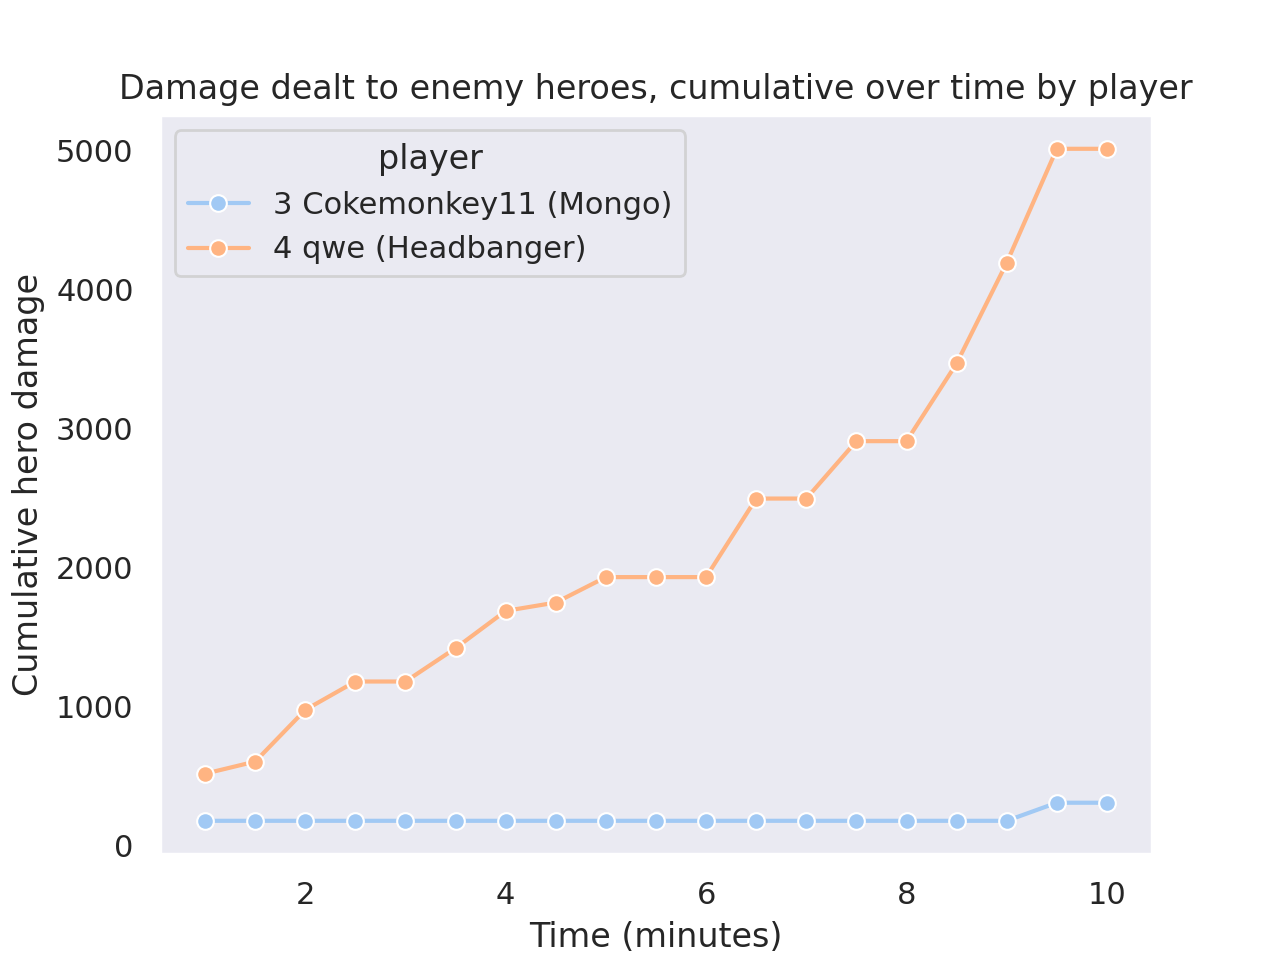 Damage dealt to enemy heroes, cumulative over time by player
player
3 Cokemonkey11 (Mongo)
4 qwe (Headbanger)
Cumulative hero damage
5000
4000
3000
2000
1000
0
2 4 6 8 10
Time (minutes)